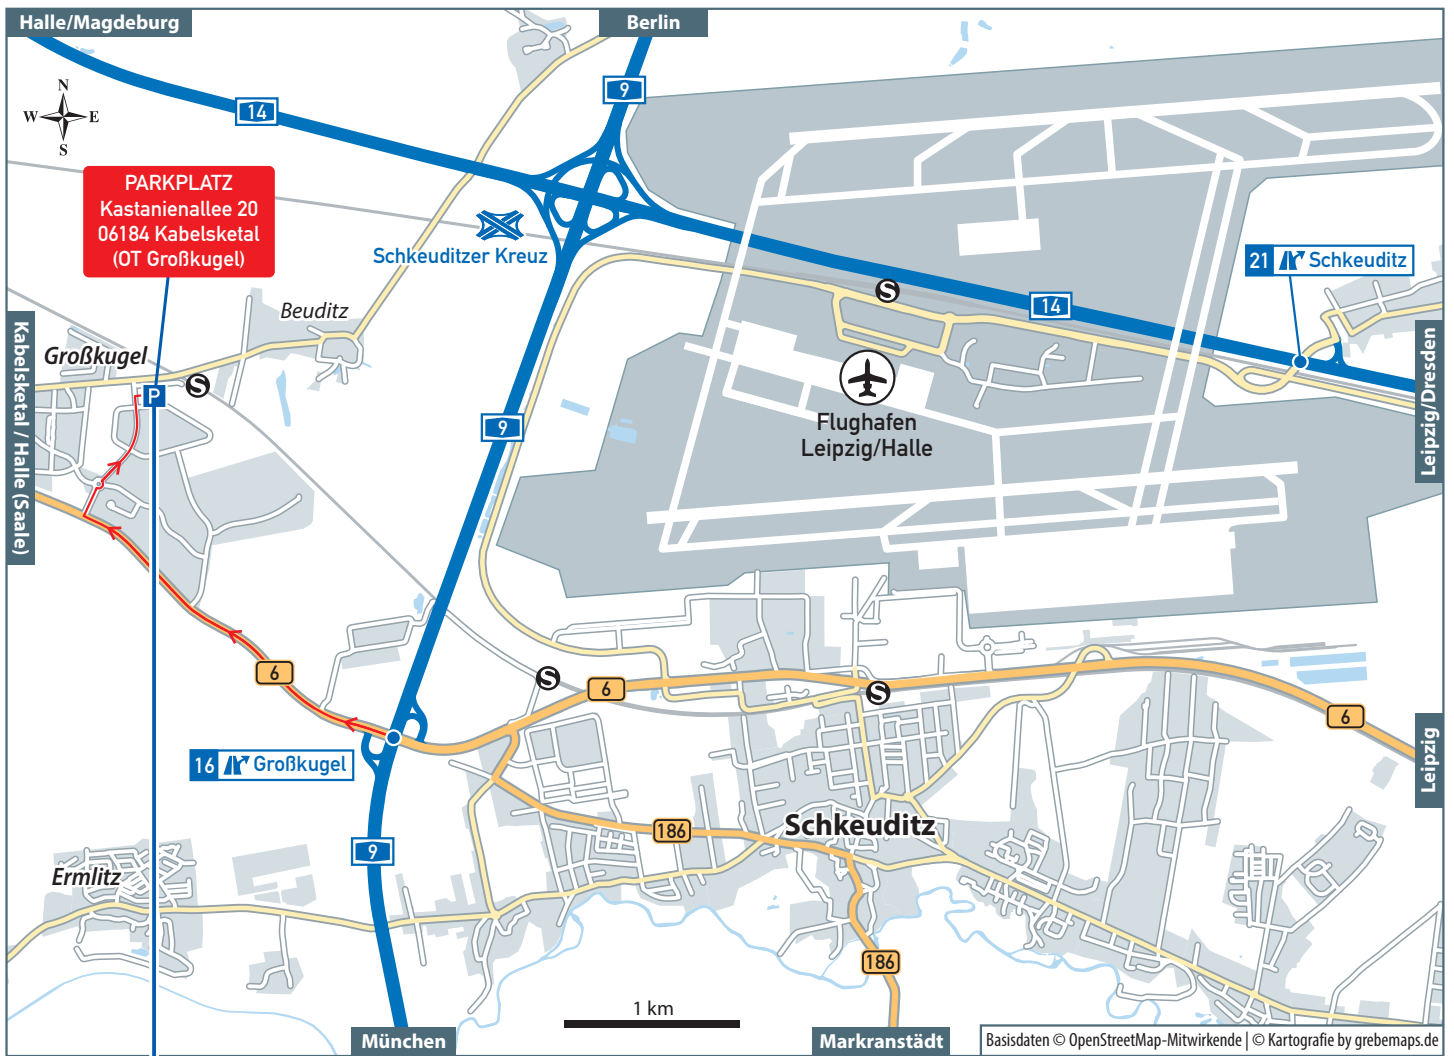 Halle/Magdeburg
Berlin
N
W E
S
14
9
PARKPLATZ
Kastanienallee 20
06184 Kabelsketal
(OT Großkugel)
Schkeuditzer Kreuz
21 Schkeuditz
S
14
Beuditz
Großkugel
S
P
Kabelsketal / Halle (Saale)
Leipzig/Dresden
9
Flughafen
Leipzig/Halle
6
S
6
S
6
16 Großkugel
Leipzig
186
Schkeuditz
9
Ermlitz
186
1 km
München
Markranstädt
Basisdaten © OpenStreetMap-Mitwirkende | © Kartografie by grebemaps.de